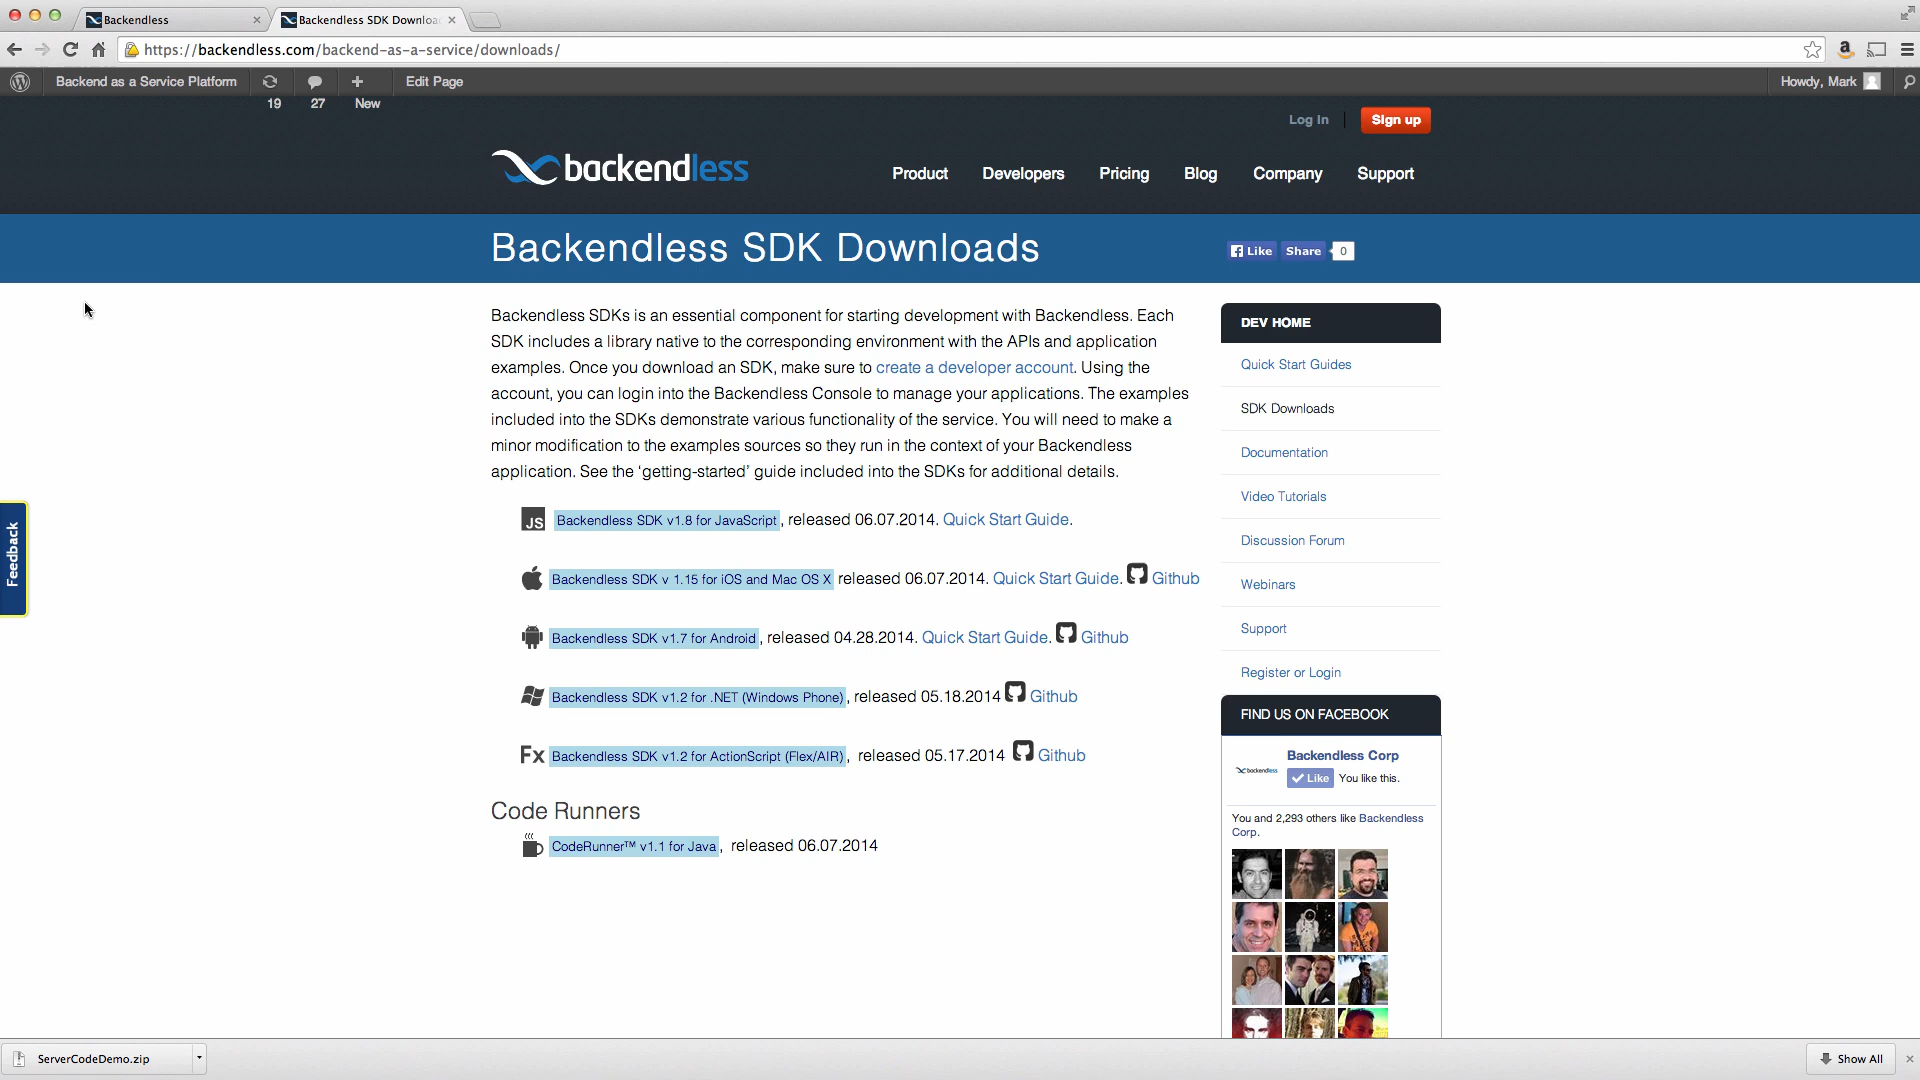 Backendless
Backendless SDK Downloa
https://backendless.com/backend-as-a-service/downloads/
Backend as a Service Platform
19
27
New
Edit Page
Howdy, Mark
Log In
Sign up
backendless
Product
Developers
Pricing
Blog
Company
Support
Backendless SDK Downloads
Like
Share
0
Backendless SDKs is an essential component for starting development with Backendless. Each
SDK includes a library native to the corresponding environment with the APIs and application
examples. Once you download an SDK, make sure to create a developer account. Using the
account, you can login into the Backendless Console to manage your applications. The examples
included into the SDKs demonstrate various functionality of the service. You will need to make a
minor modification to the examples sources so they run in the context of your Backendless
application. See the ‘getting-started’ guide included into the SDKs for additional details.
JS Backendless SDK v1.8 for JavaScript, released 06.07.2014. Quick Start Guide.
Backendless SDK v 1.15 for iOS and Mac OS X released 06.07.2014. Quick Start Guide. Github
Backendless SDK v1.7 for Android, released 04.28.2014. Quick Start Guide. Github
Backendless SDK v1.2 for .NET (Windows Phone), released 05.18.2014 Github
Fx Backendless SDK v1.2 for ActionScript (Flex/AIR), released 05.17.2014 Github
Code Runners
CodeRunner™ v1.1 for Java, released 06.07.2014
DEV HOME
Quick Start Guides
SDK Downloads
Documentation
Video Tutorials
Discussion Forum
Webinars
Support
Register or Login
FIND US ON FACEBOOK
backendless
Backendless Corp
Like
You like this.
You and 2,293 others like Backendless
Corp.
Feedback
ServerCodeDemo.zip
Show All